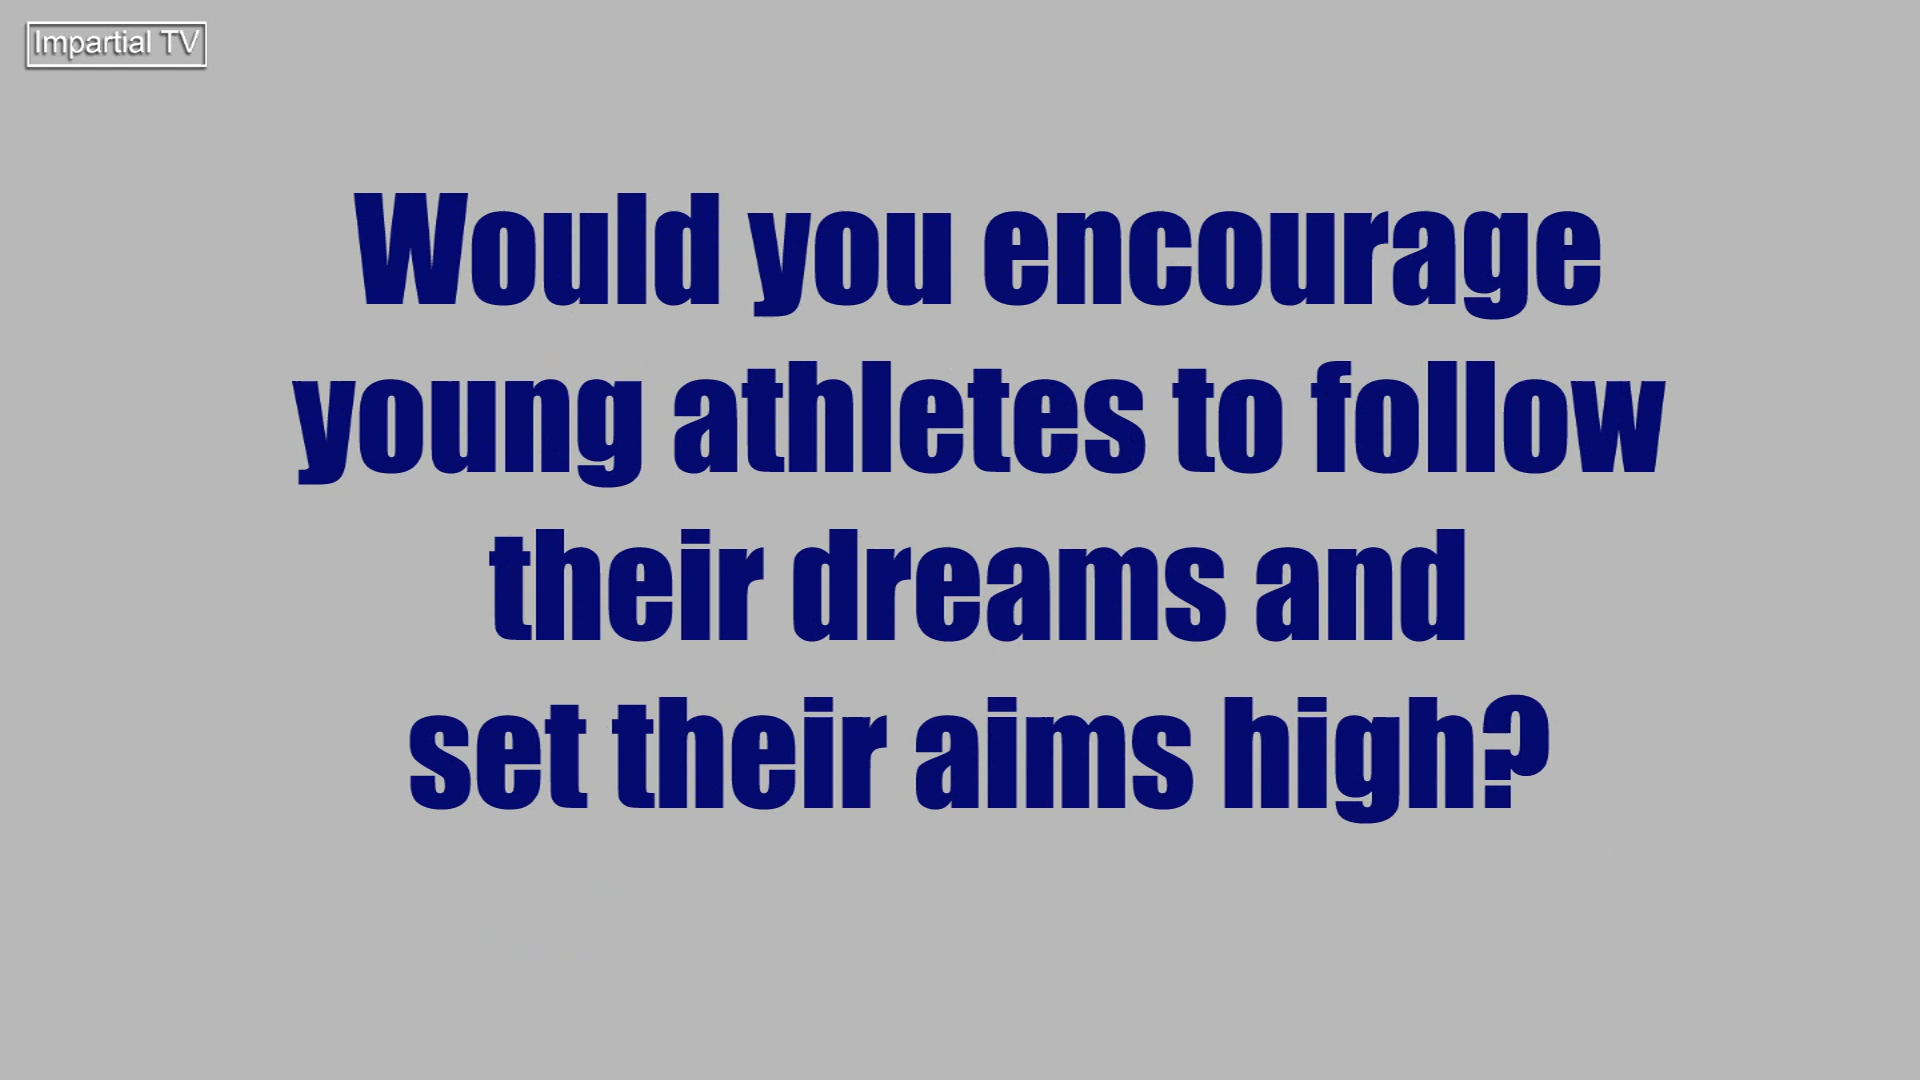 Impartial TV
Would you encourage
young athletes to follow
their dreams and
set their aims high?